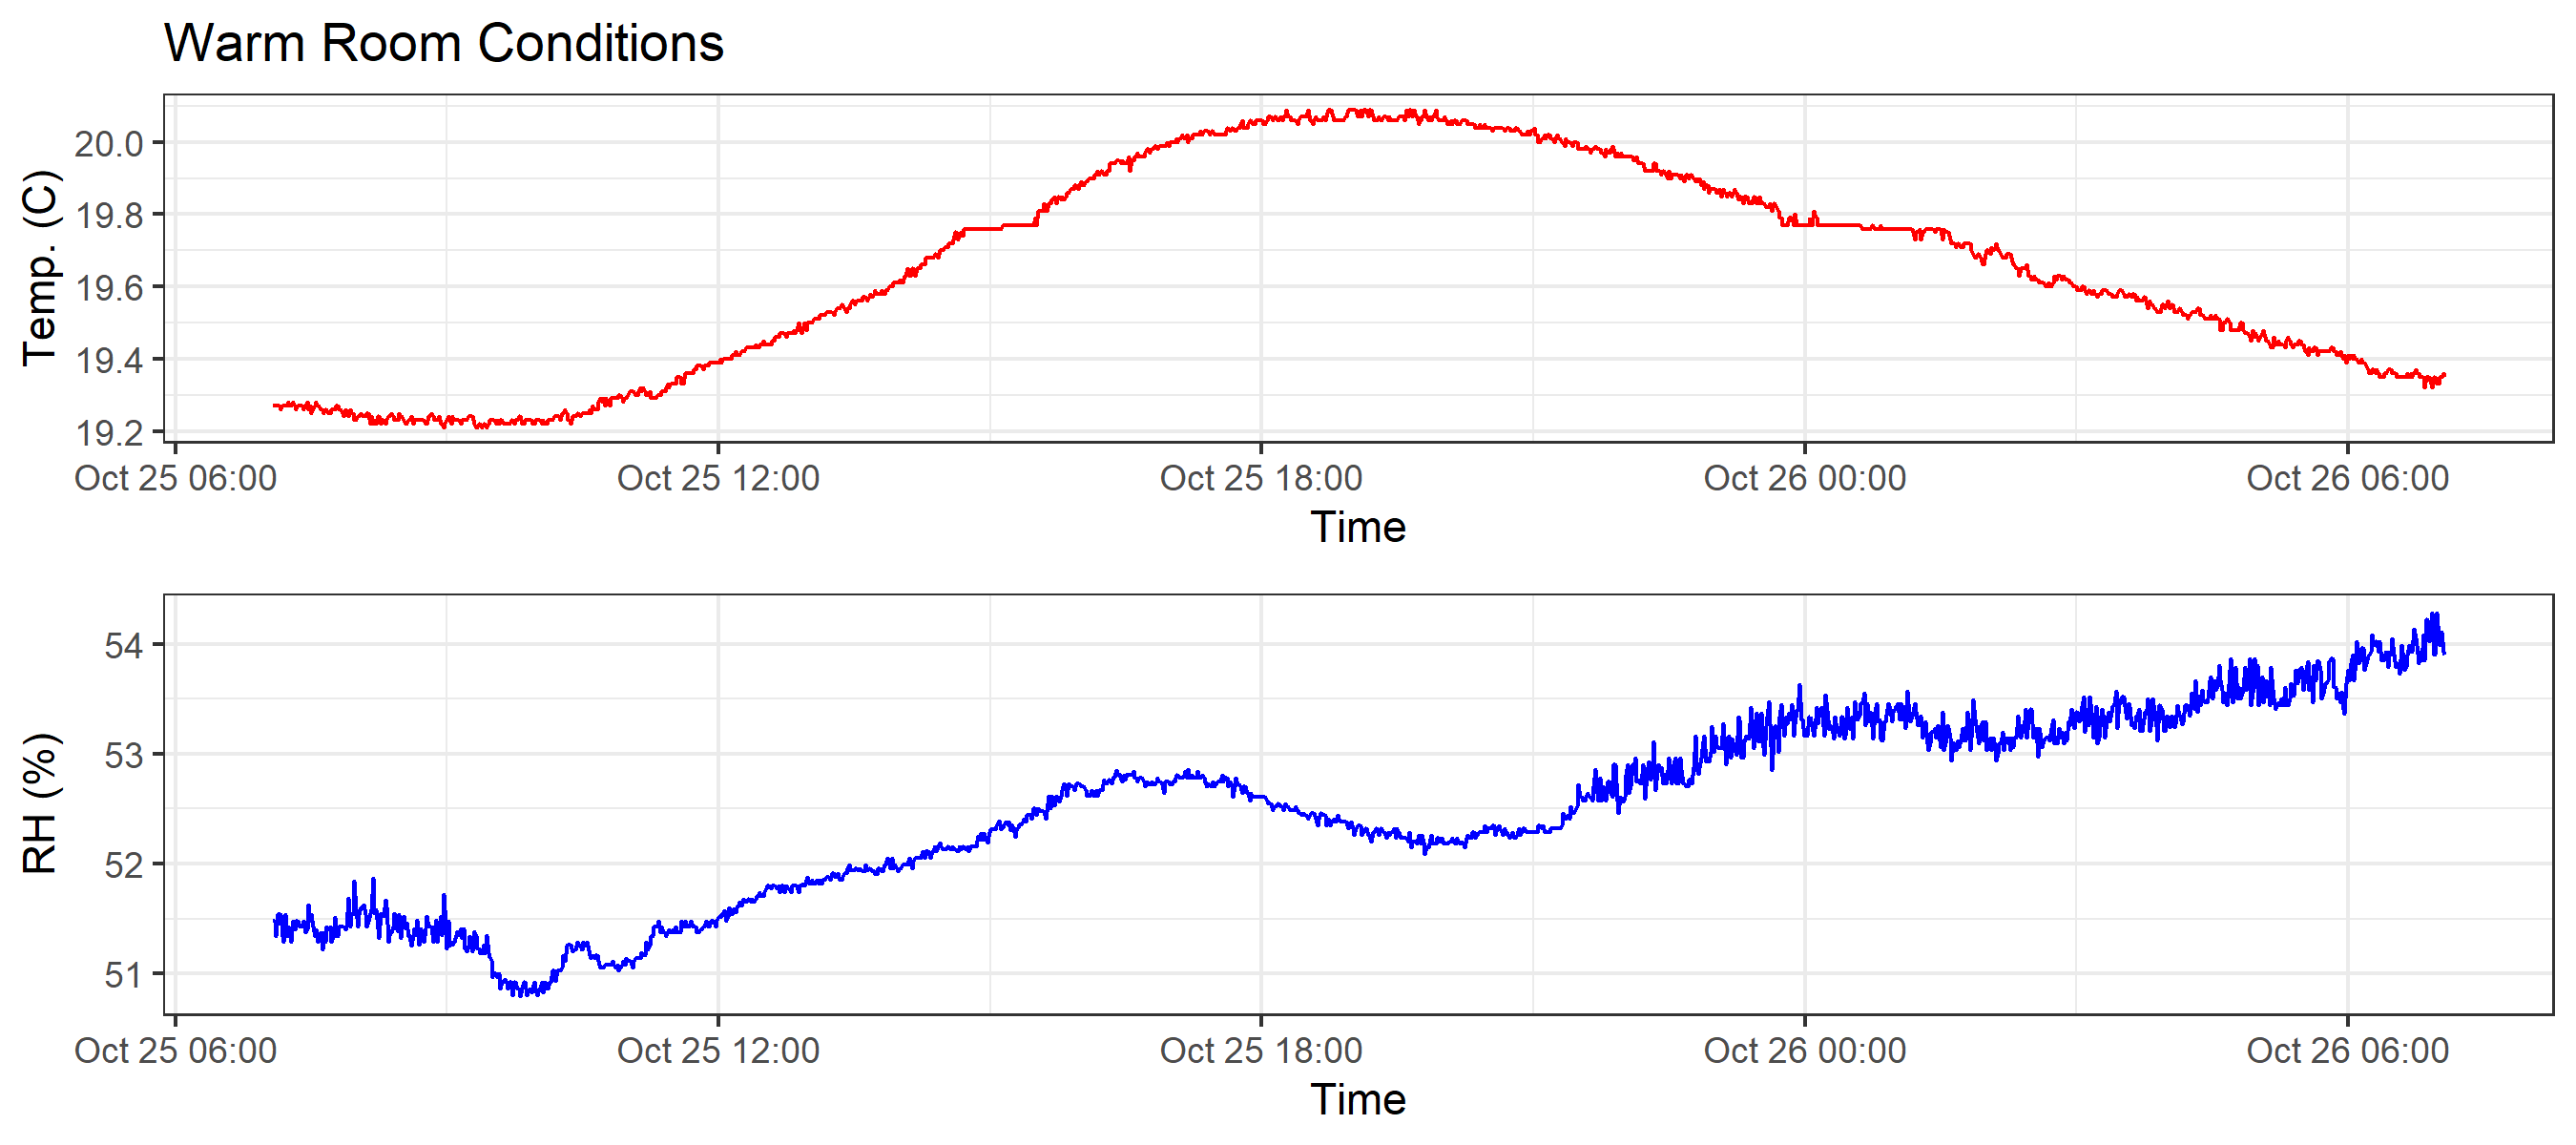 Warm Room Conditions
Temp. (C)
20.0
19.8
19.6
19.4
19.2
Oct 25 06:00 Oct 25 12:00 Oct 25 18:00 Oct 26 00:00 Oct 26 06:00
Time
RH (%)
54
53
52
51
Oct 25 06:00 Oct 25 12:00 Oct 25 18:00 Oct 26 00:00 Oct 26 06:00
Time